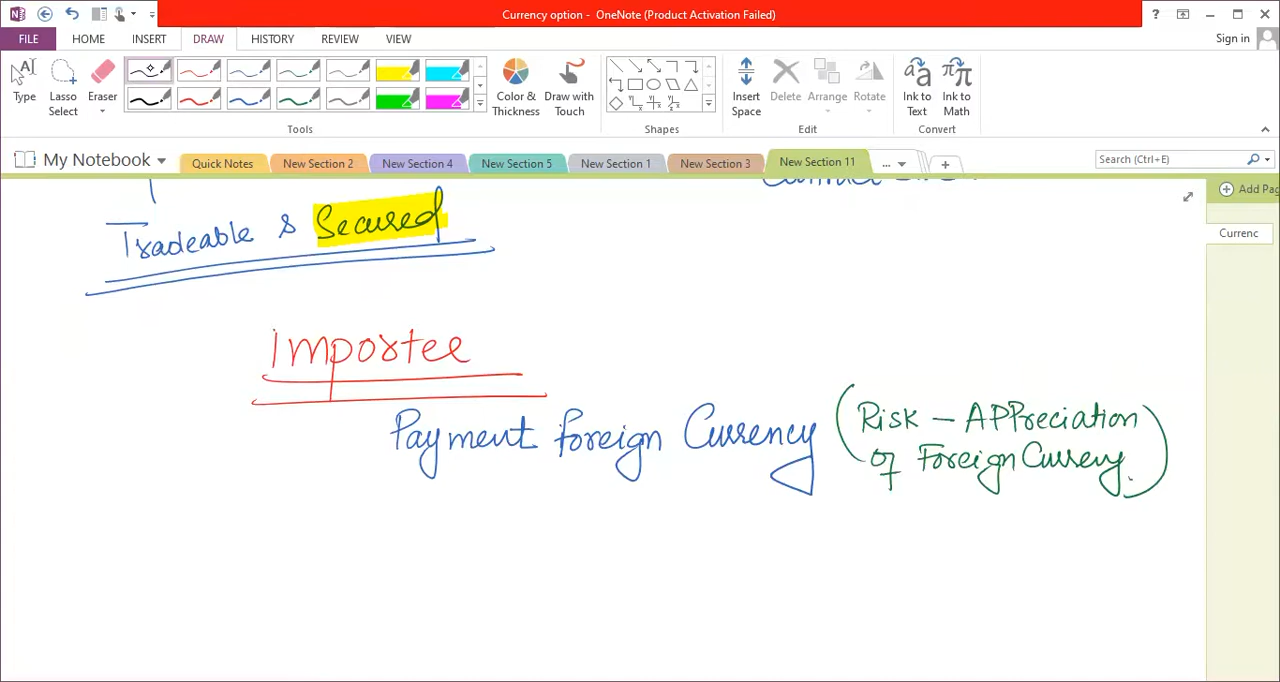 Currency option - OneNote (Product Activation Failed)
?
Sign in
FILE HOME INSERT DRAW HISTORY REVIEW VIEW
Type
Lasso Select
Eraser
Color & Thickness
Draw with Touch
Insert Space
Delete
Arrange
Rotate
Ink to Text
Ink to Math
Tools
Shapes
Edit
Convert
My Notebook
Quick Notes
New Section 2
New Section 4
New Section 5
New Section 1
New Section 3
New Section 11
...
Search (Ctrl+E)
Add Pag
Currenc
Tradeable & Secured
Importee
Payment Foreign Currency
(Risk - APPreciation
of Foreign Curreny.)